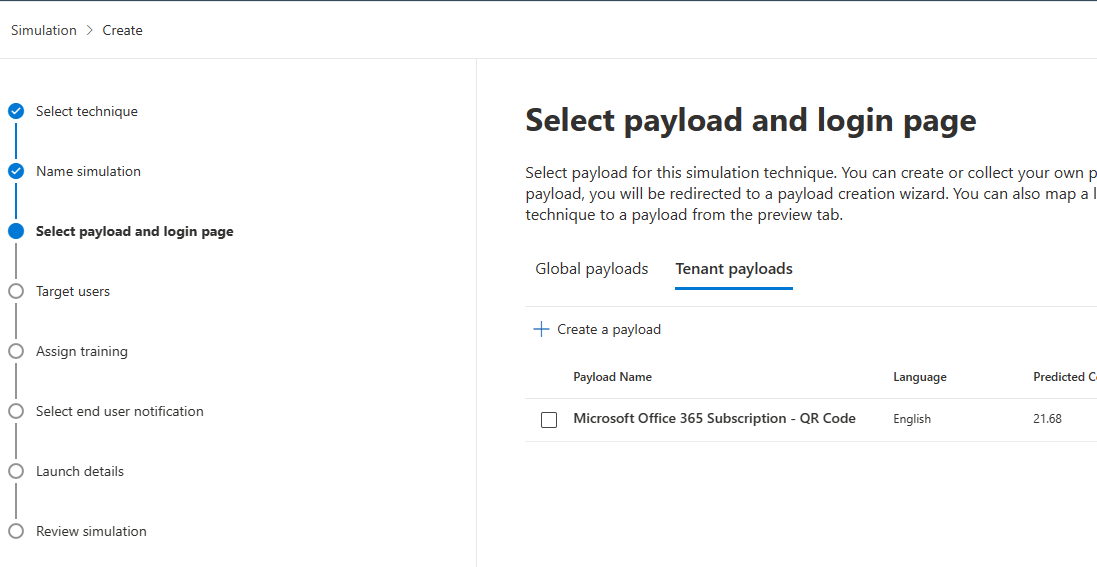 Simulation > Create
Select technique
Name simulation
Select payload and login page
Target users
Assign training
Select end user notification
Launch details
Review simulation
Select payload and login page
Select payload for this simulation technique. You can create or collect your own p
payload, you will be redirected to a payload creation wizard. You can also map a l
technique to a payload from the preview tab.
Global payloads Tenant payloads
+ Create a payload
Payload Name Language Predicted C
Microsoft Office 365 Subscription - QR Code English 21.68